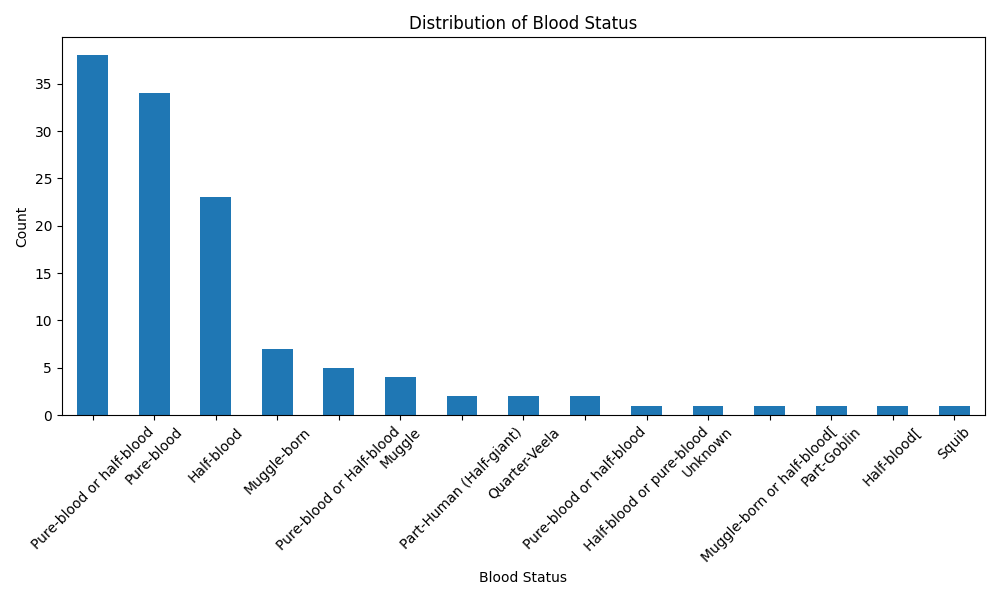 Distribution of Blood Status
Count
35
30
25
20
15
10
5
0
Pure-blood or half-blood
Pure-blood
Half-blood
Muggle-born
Pure-blood or Half-blood
Muggle
Part-Human (Half-giant)
Quarter-Veela
Pure-blood or half-blood
Half-blood or pure-blood
Unknown
Muggle-born or half-blood[
Part-Goblin
Half-blood[
Squib
Blood Status